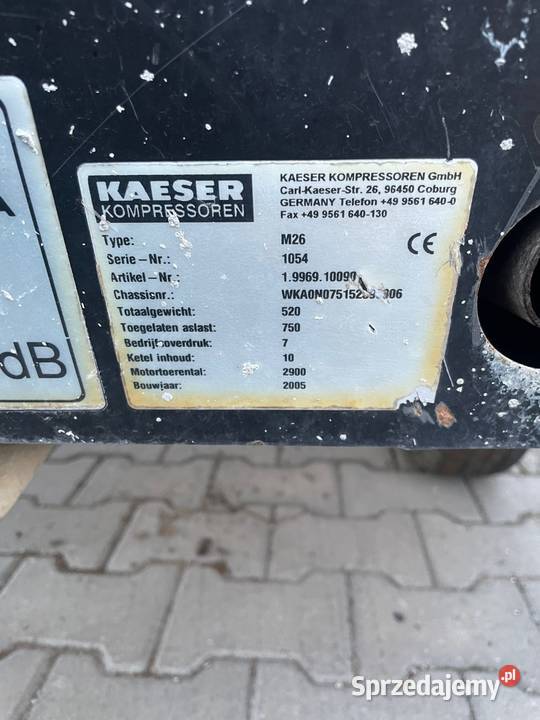 A
dB
KAESER
KOMPRESSOREN
KAESER KOMPRESSOREN GmbH
Carl-Kaeser-Str. 26, 96450 Coburg
GERMANY Telefon +49 9561 640-0
Fax +49 9561 640-130
CE
Type: M26
Serie-Nr.: 1054
Artikel-Nr.:
Chassisnr.:
Totaalgewicht: 520
Toegelaten aslast: 750
Bedrijfsoverdruk: 7
Ketel inhoud: 10
Motortoerental: 2900
Bouwjaar: 2005
Sprzedajemy.pl